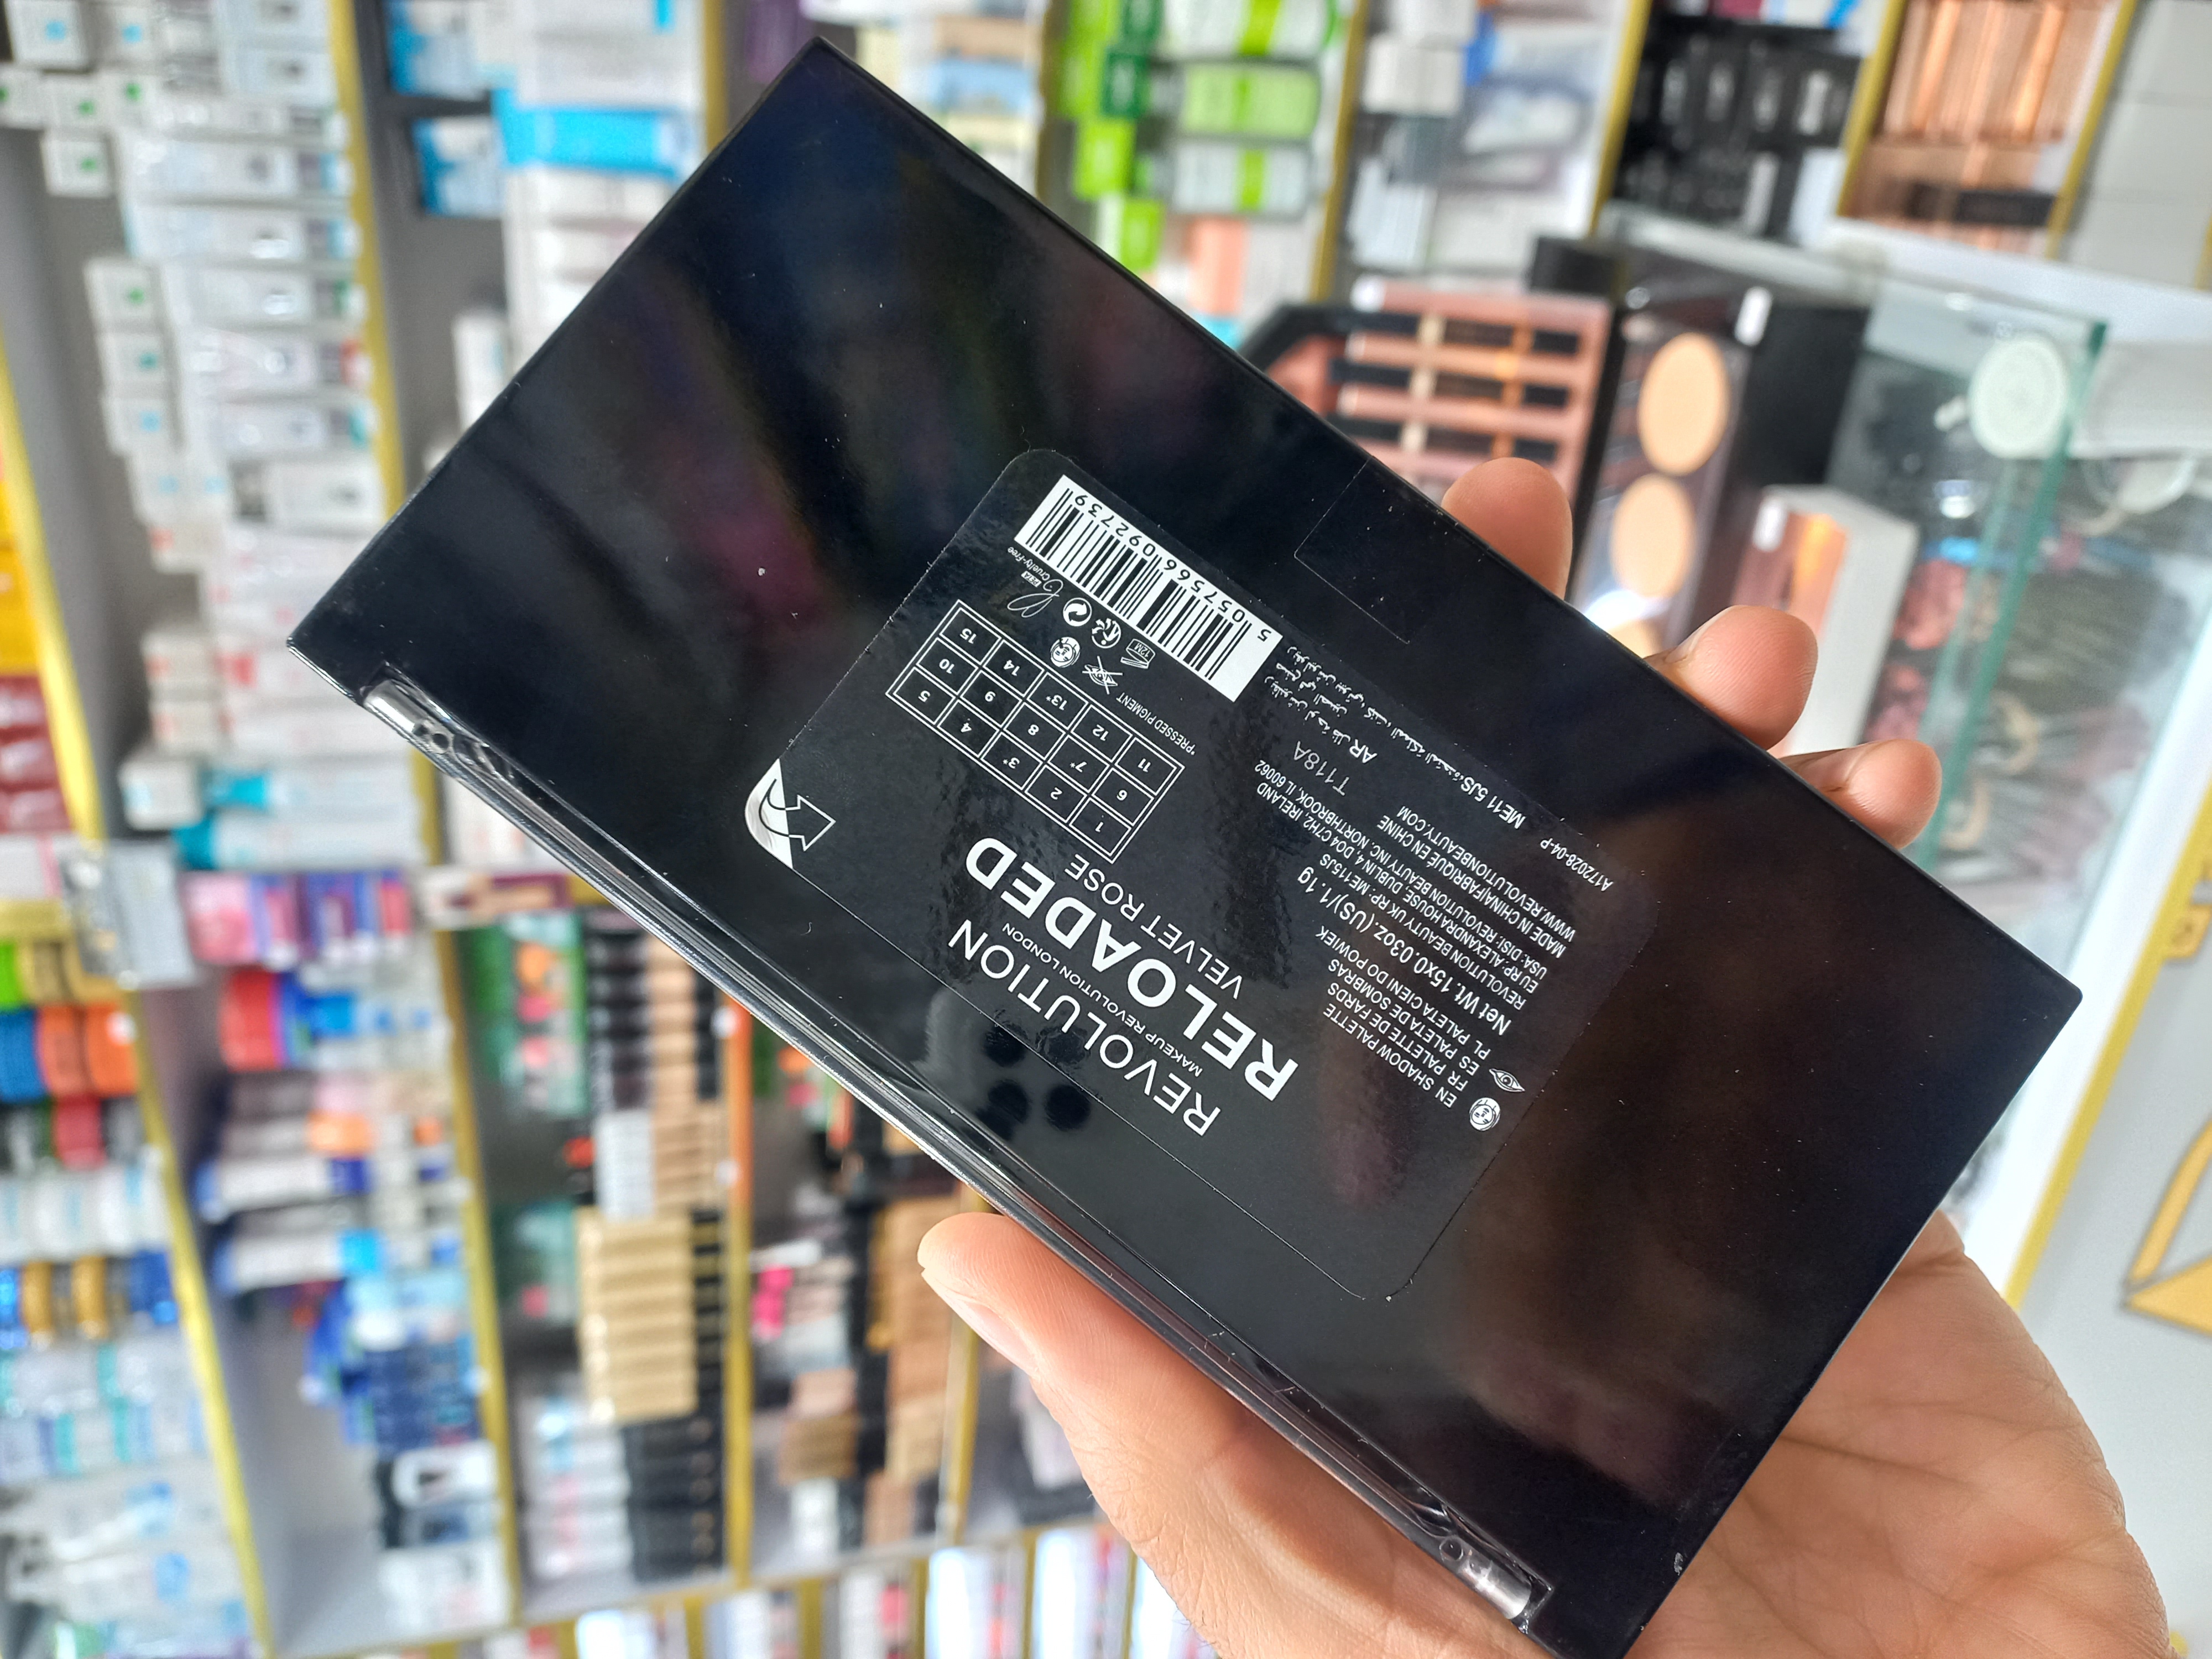 REVOLUTION
MAKEUP REVOLUTION LONDON
RELOADED
VELVET ROSE
1 2 3* 4 5
6 7* 8 9 10
11 12 13* 14 15
*PRESSED PIGMENT
EN SHADOW PALETTE
FR PALETTE DE FARDS
ES PALETA DE SOMBRAS
PL PALETA CIENI DO POWIEK
Net Wt. 15x0.03oz (US)/1.1g
REVOLUTION BEAUTY UK RP: ME11 5JS
EU RP: ALEXANDRA HOUSE, DUBLIN 4, D04 C7H2, IRELAND
USA: DIST: REVOLUTION BEAUTY INC, NORTHBROOK, IL 60062
MADE IN CHINA/FABRIQUÉ EN CHINE
WWW.REVOLUTIONBEAUTY.COM
T118A
AR
ME11 5JS
A172028-04-P
12M
Cruelty-Free
5 057566 092739